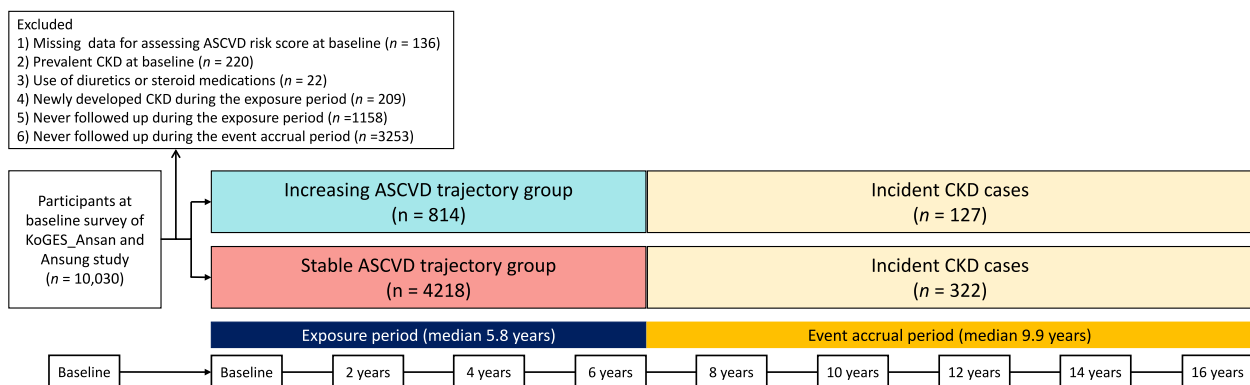 Excluded
1) Missing data for assessing ASCVD risk score at baseline (n = 136)
2) Prevalent CKD at baseline (n = 220)
3) Use of diuretics or steroid medications (n = 22)
4) Newly developed CKD during the exposure period (n = 209)
5) Never followed up during the exposure period (n =1158)
6) Never followed up during the event accrual period (n =3253)
Participants at
baseline survey of
KoGES_Ansan and
Ansung study
(n = 10,030)
Increasing ASCVD trajectory group
(n = 814)
Incident CKD cases
(n = 127)
Stable ASCVD trajectory group
(n = 4218)
Incident CKD cases
(n = 322)
Exposure period (median 5.8 years)
Event accrual period (median 9.9 years)
Baseline
Baseline
2 years
4 years
6 years
8 years
10 years
12 years
14 years
16 years